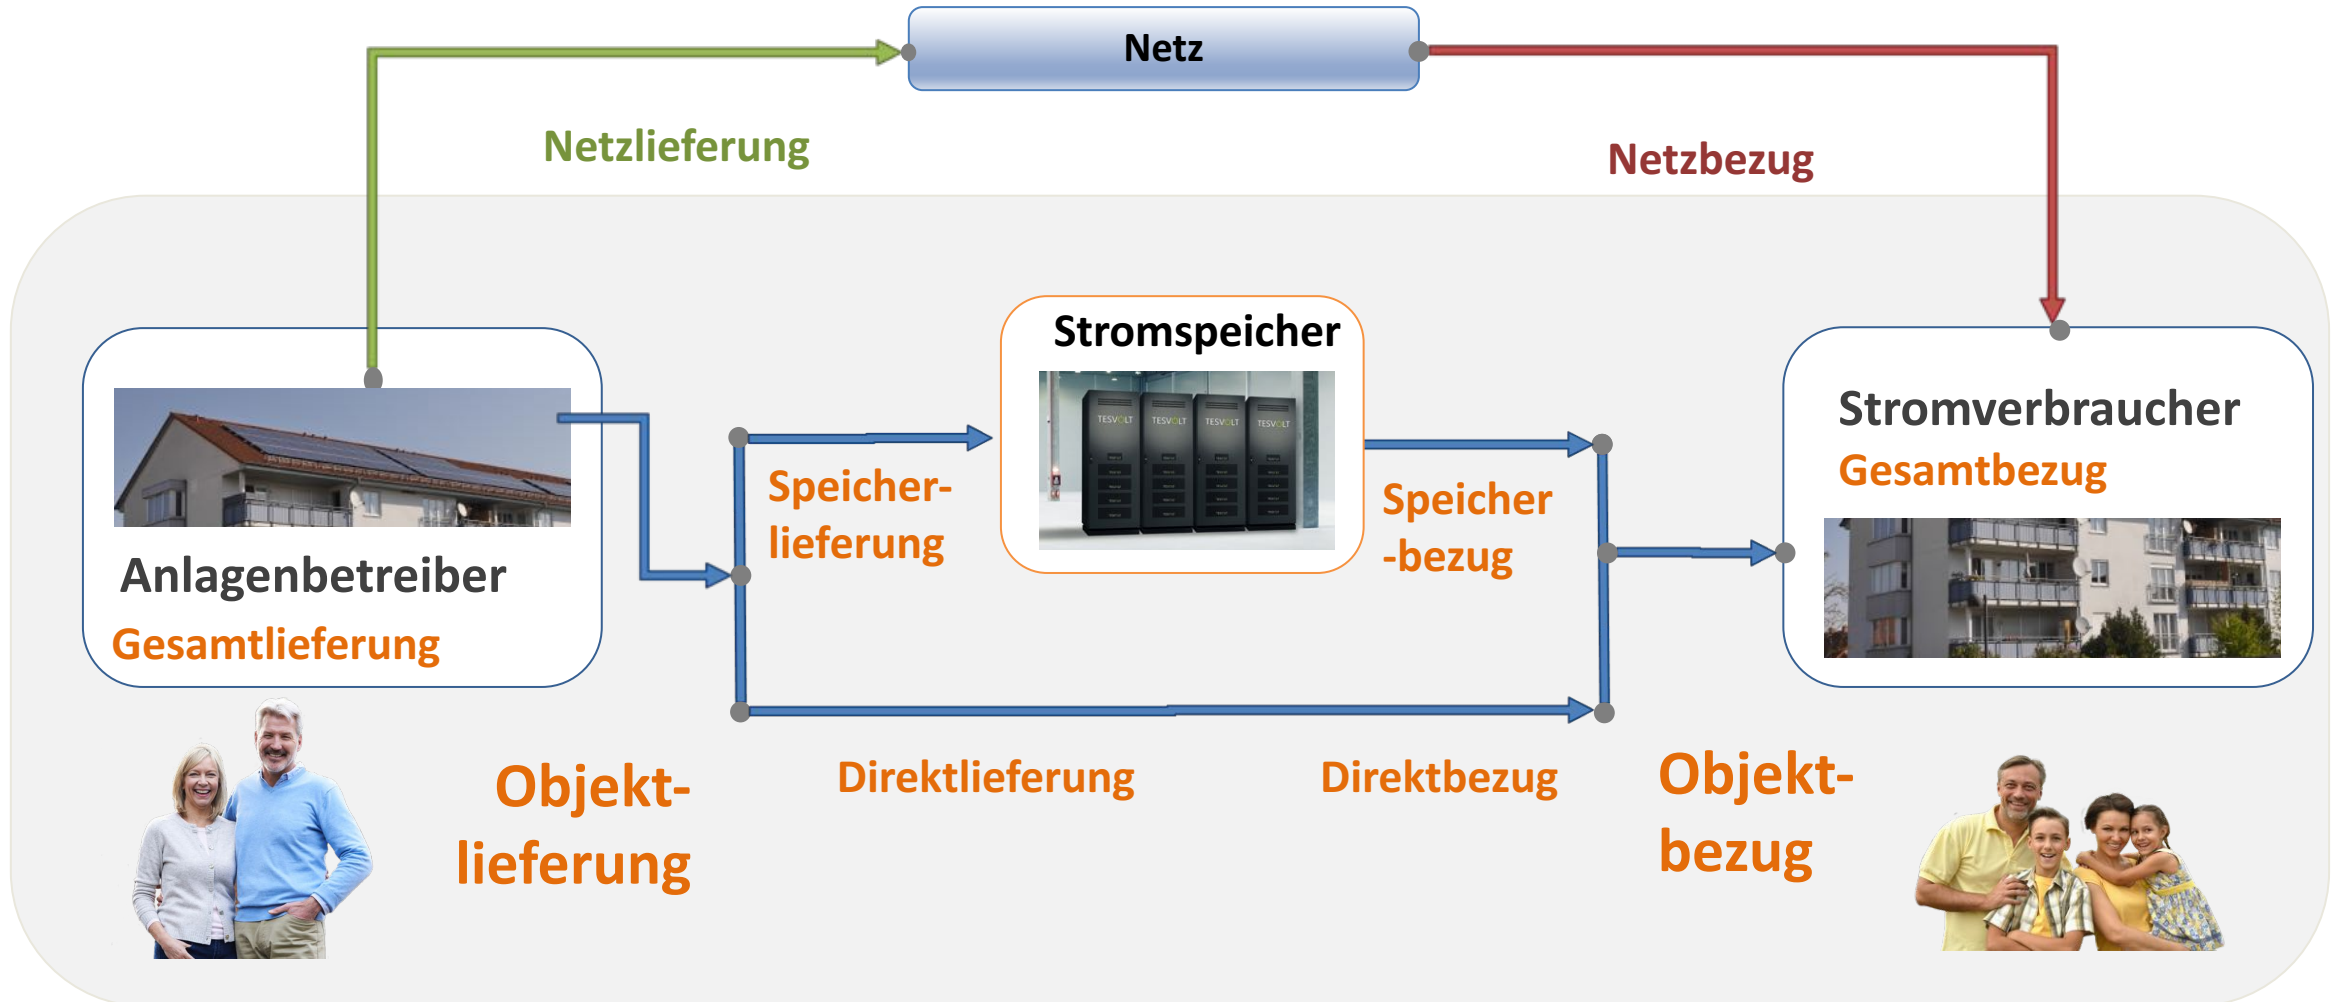 Netz
Netzlieferung
Netzbezug
Stromspeicher
TESVOLT TESVOLT TESVOLT TESVOLT
Stromverbraucher
Gesamtbezug
Speicher-
lieferung
Speicher
-bezug
Anlagenbetreiber
Gesamtlieferung
Direktlieferung
Direktbezug
Objekt-
lieferung
Objekt-
bezug